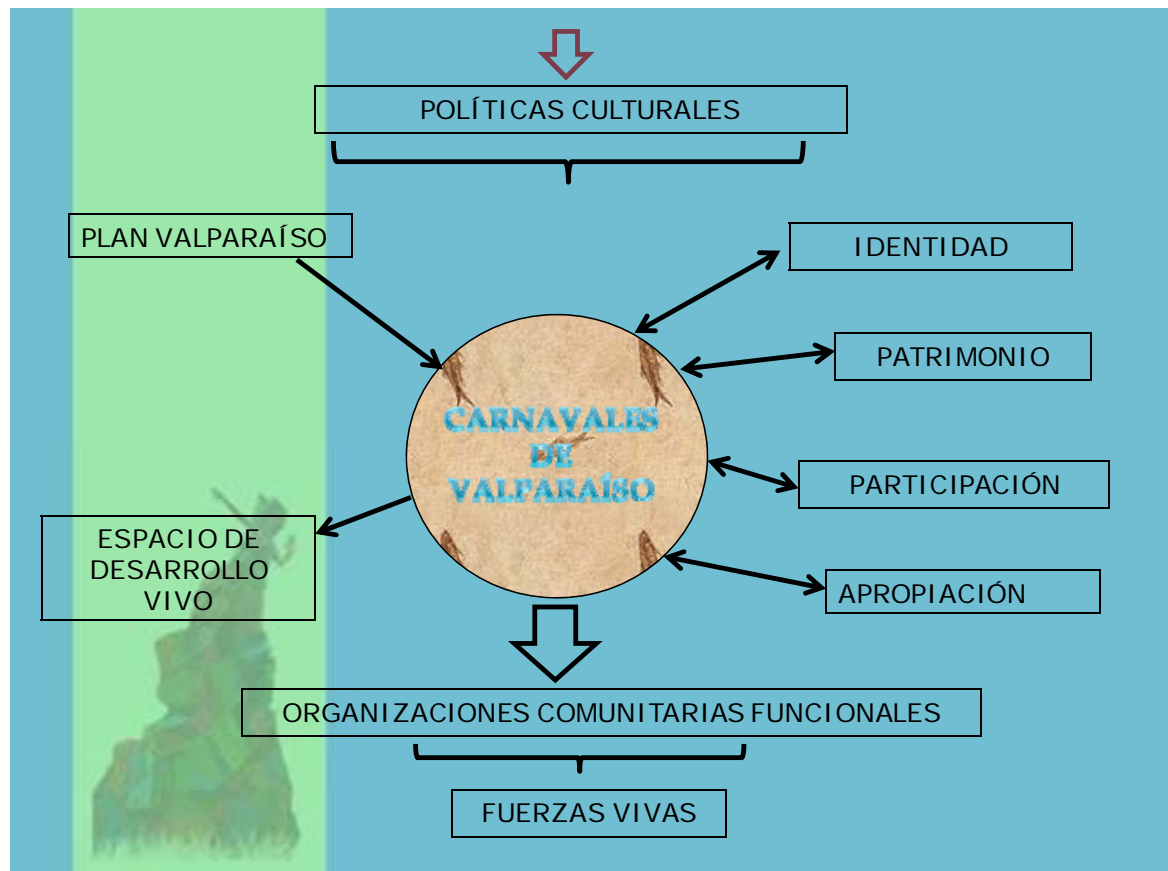 POLÍTICAS CULTURALES
PLAN VALPARAÍSO
IDENTIDAD
PATRIMONIO
CARNAVALES
DE
VALPARAÍSO
PARTICIPACIÓN
ESPACIO DE
DESARROLLO
VIVO
APROPIACIÓN
ORGANIZACIONES COMUNITARIAS FUNCIONALES
FUERZAS VIVAS